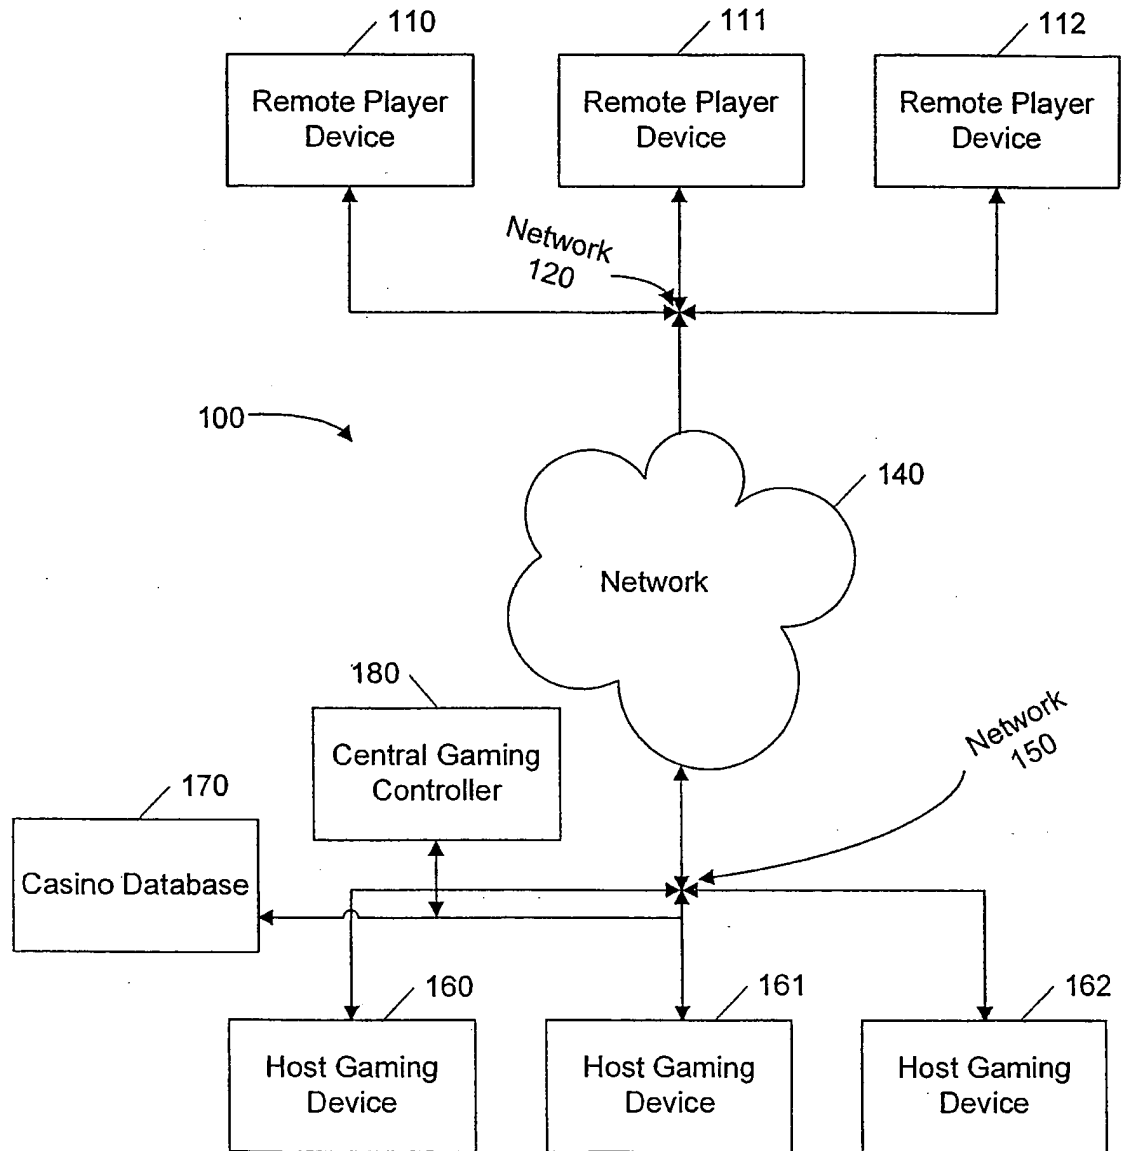 110
111
112
Remote Player
Device
Remote Player
Device
Remote Player
Device
Network
120
100
140
Network
180
Central Gaming
Controller
Network
150
170
Casino Database
160
161
162
Host Gaming
Device
Host Gaming
Device
Host Gaming
Device